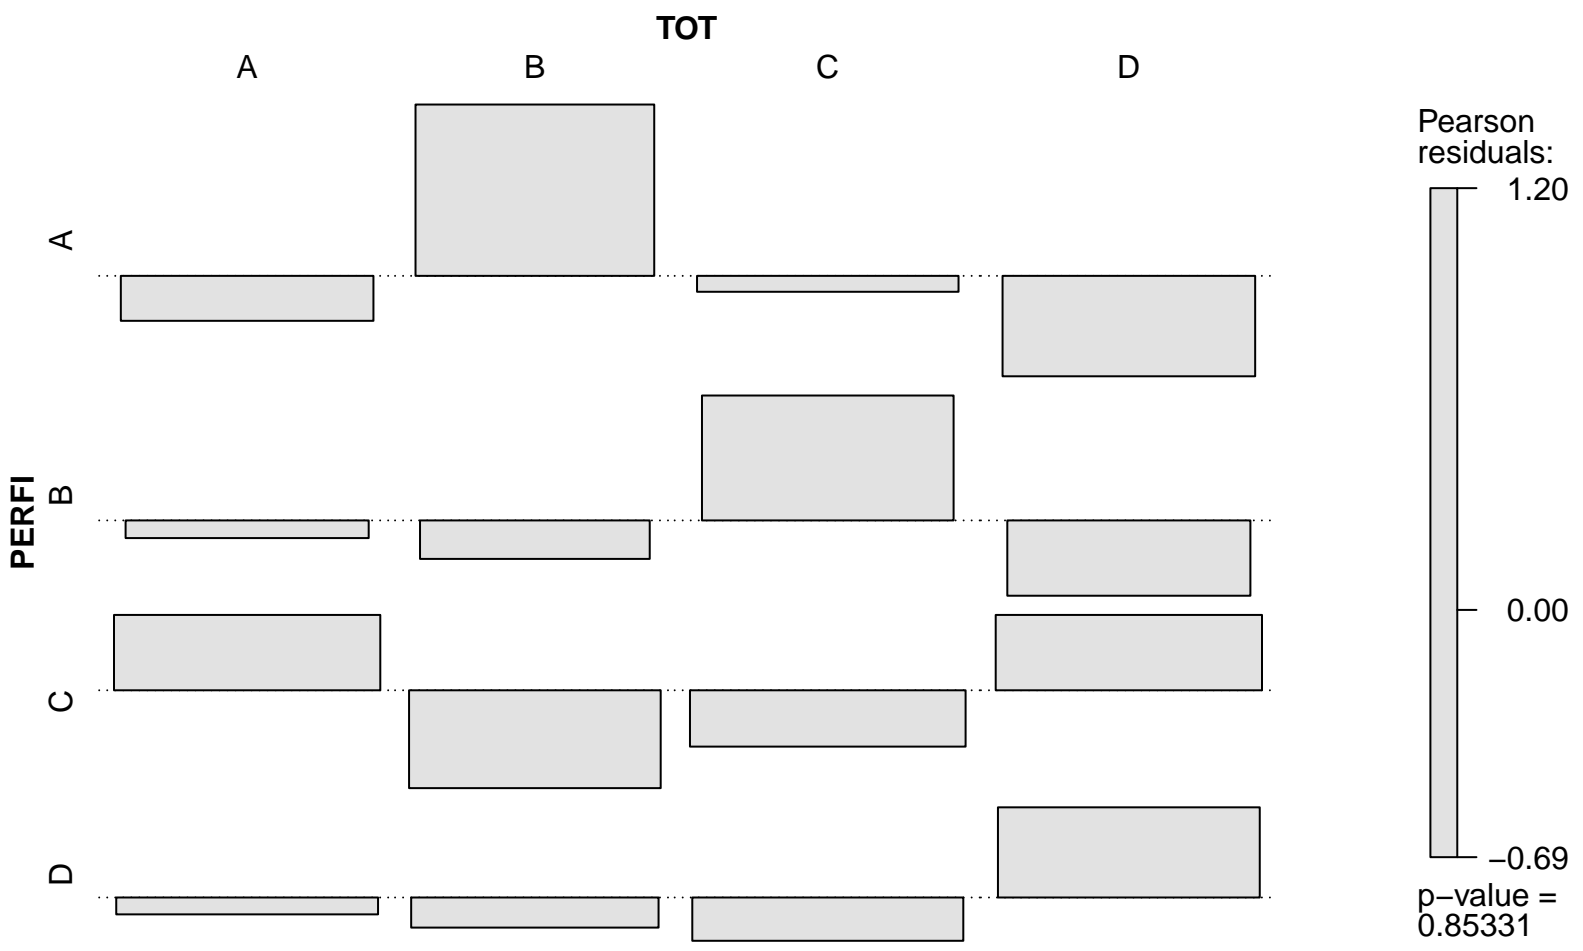 TOT
A
B
C
D
PERFI
A
B
C
D
Pearson
residuals:
1.20
0.00
−0.69
p−value =
0.85331